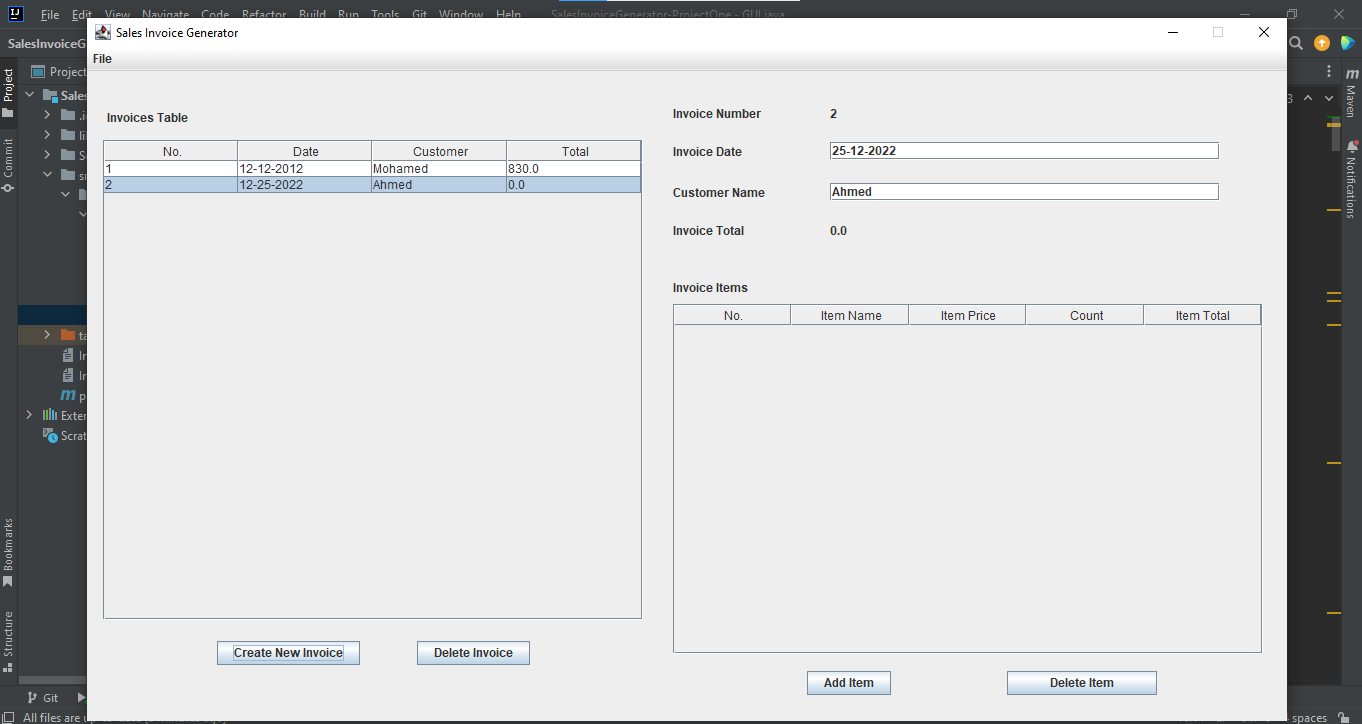 File Edit View Navigate Code Refactor Build Run Tools Git Window Help SalesInvoiceGenerator-ProjectOne - GUI.java
Sales Invoice Generator
SalesInvoiceG
File
Project
Project
Maven
Sales
3
Commit
Notifications
Invoices Table
No. Date Customer Total
1 12-12-2012 Mohamed 830.0
2 12-25-2022 Ahmed 0.0
Create New Invoice Delete Invoice
Invoice Number 2
Invoice Date 25-12-2022
Customer Name Ahmed
Invoice Total 0.0
Invoice Items
No. Item Name Item Price Count Item Total
Add Item Delete Item
m
Exter
Scrat
Bookmarks
Structure
Git
All files are
spaces